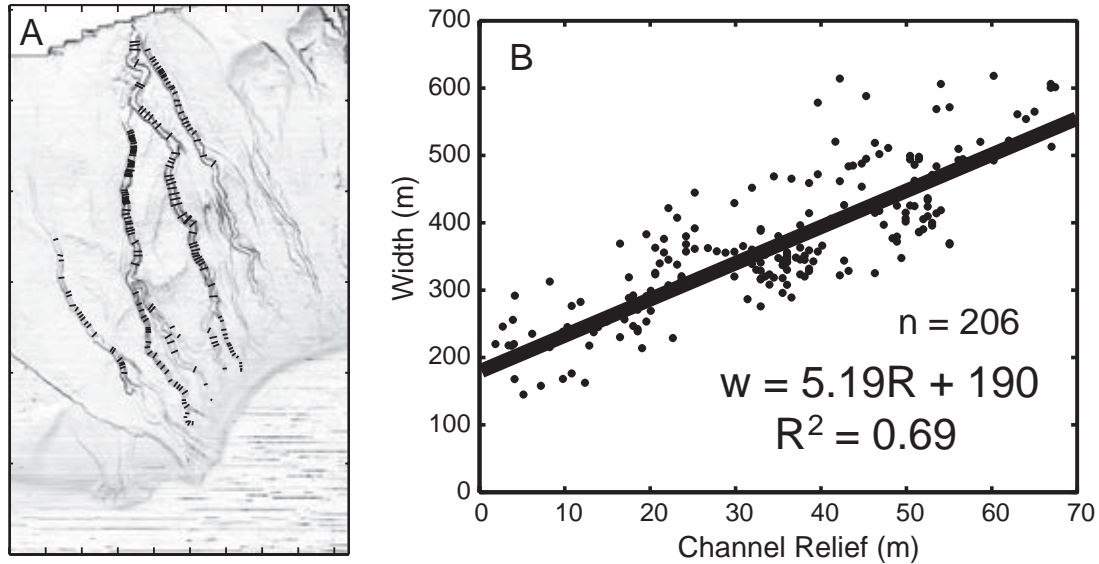 A
B
700
600
500
400
300
200
100
0
Width (m)
n = 206
w = 5.19R + 190
R² = 0.69
0 10 20 30 40 50 60 70
Channel Relief (m)